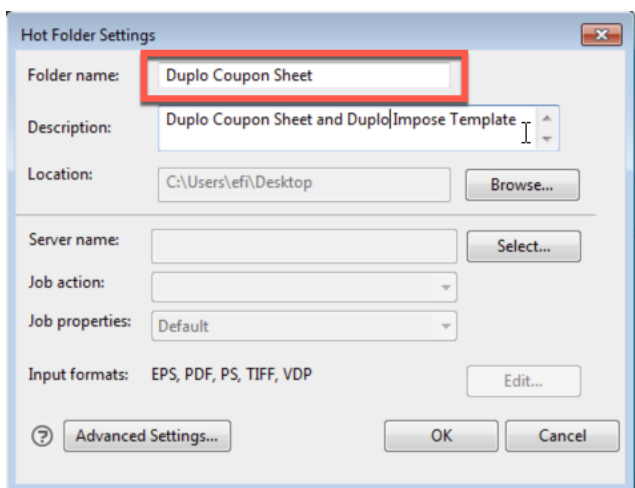 Hot Folder Settings
Folder name: Duplo Coupon Sheet
Description: Duplo Coupon Sheet and Duplo Impose Template
Location: C:\Users\efi\Desktop Browse...
Server name: Select...
Job action:
Job properties: Default
Input formats: EPS, PDF, PS, TIFF, VDP Edit...
? Advanced Settings... OK Cancel